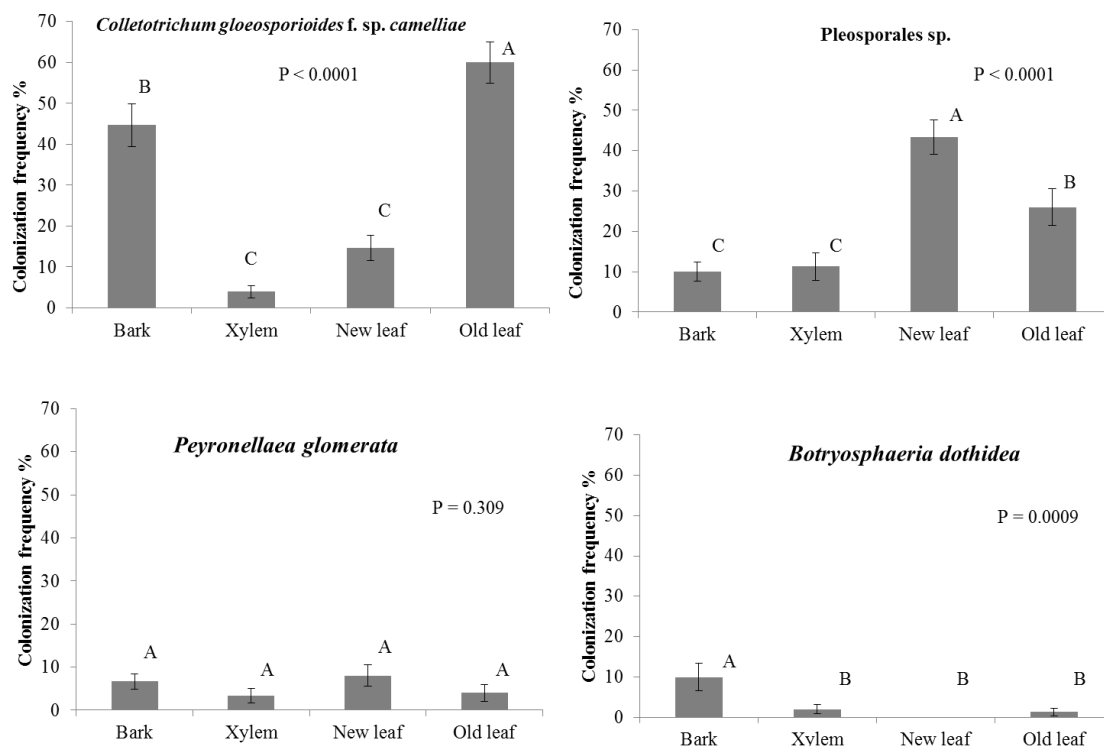 Colletotrichum gloeosporioides f. sp. camelliae
P < 0.0001
Colonization frequency %
70
60
50
40
30
20
10
0
B
C
C
A
Bark Xylem New leaf Old leaf
Pleosporales sp.
P < 0.0001
Colonization frequency %
70
60
50
40
30
20
10
0
C
C
A
B
Bark Xylem New leaf Old leaf
Peyronellaea glomerata
P = 0.309
Colonization frequency %
70
60
50
40
30
20
10
0
A
A
A
A
Bark Xylem New leaf Old leaf
Botryosphaeria dothidea
P = 0.0009
Colonization frequency %
70
60
50
40
30
20
10
0
A
B
B
B
Bark Xylem New leaf Old leaf